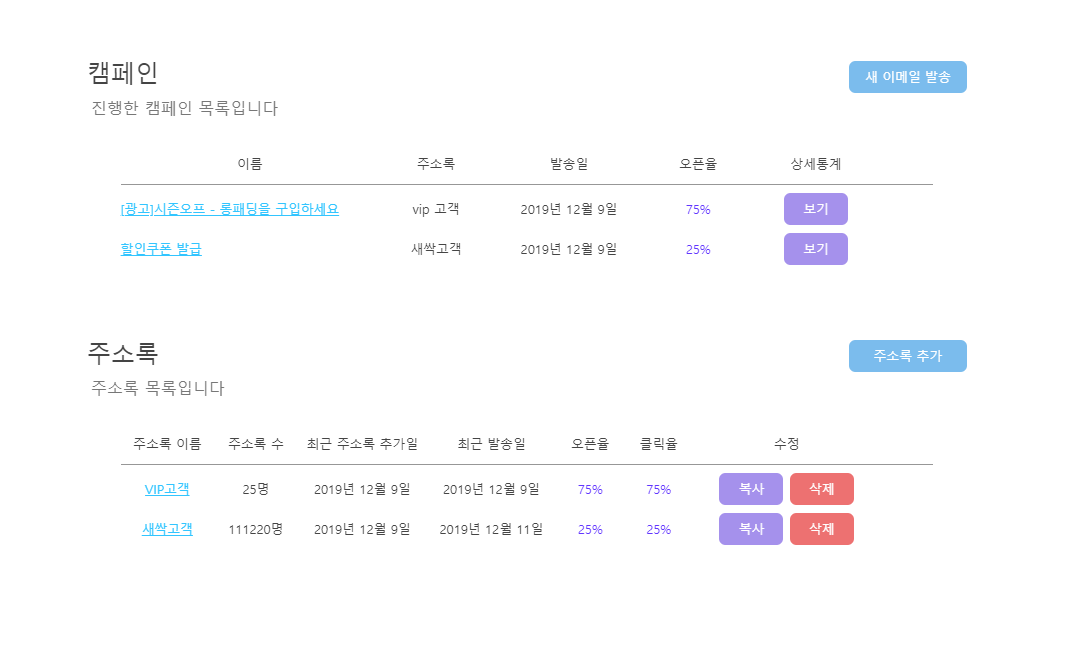 캠페인
새 이메일 발송
진행한 캠페인 목록입니다
이름 주소록 발송일 오픈율 상세통계
[광고]시즌오프 - 롱패딩을 구입하세요 vip 고객 2019년 12월 9일 75% 보기
할인쿠폰 발급 새싹고객 2019년 12월 9일 25% 보기
주소록
주소록 추가
주소록 목록입니다
주소록 이름 주소록 수 최근 주소록 추가일 최근 발송일 오픈율 클릭율 수정
VIP고객 25명 2019년 12월 9일 2019년 12월 9일 75% 75% 복사 삭제
새싹고객 111220명 2019년 12월 9일 2019년 12월 11일 25% 25% 복사 삭제